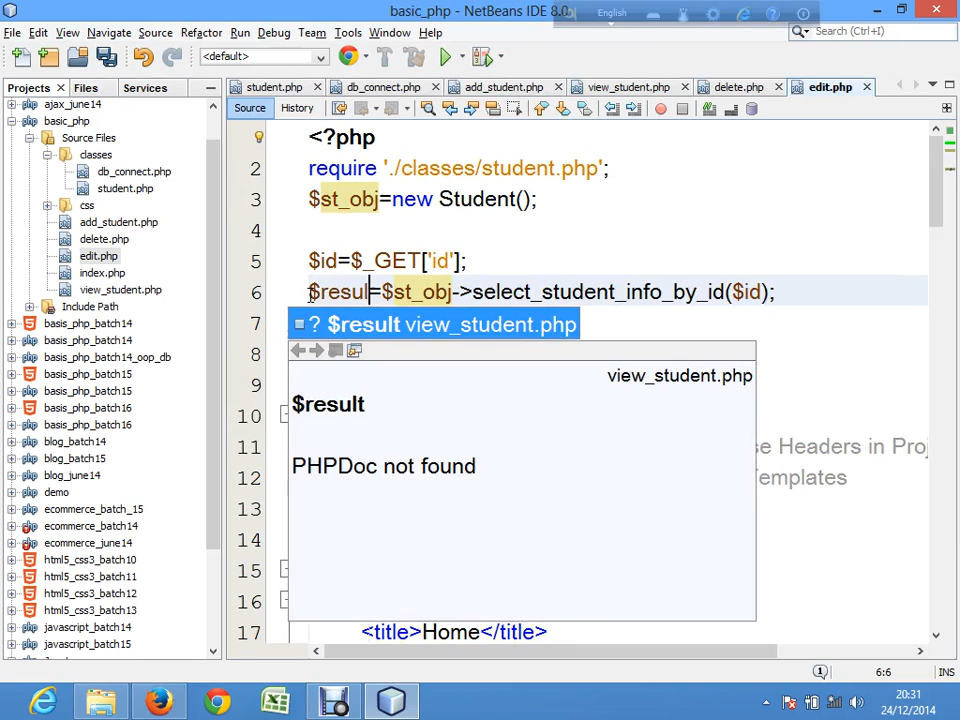 basic_php - NetBeans IDE 8.0
English
File Edit View Navigate Source Refactor Run Debug Team Tools Window Help
Search (Ctrl+I)
<default>
Projects Files Services
student.php db_connect.php add_student.php view_student.php delete.php edit.php
Source History
ajax_june14
basic_php
Source Files
classes
db_connect.php
student.php
css
add_student.php
delete.php
edit.php
index.php
view_student.php
Include Path
basis_php_batch14
basic_php_batch14
basic_php_batch14_oop_db
basis_php_batch15
basic_php_batch15
basis_php_batch16
basic_php_batch16
blog_batch14
blog_batch15
blog_june14
demo
ecommerce_batch_15
ecommerce_batch14
ecommerce_june14
html5_css3_batch10
html5_css3_batch11
html5_css3_batch12
html5_css3_batch13
javascript_batch14
javascript_batch15
<?php
2 require './classes/student.php';
3 $st_obj=new Student();
4
5 $id=$_GET['id'];
6 $resul=$st_obj->select_student_info_by_id($id);
7
? $result view_student.php
8
view_student.php
9
$result
10
11 se Headers in Proj
PHPDoc not found
12 emplates
13
14
15
16
17 <title>Home</title>
6:6 INS
20:31
24/12/2014